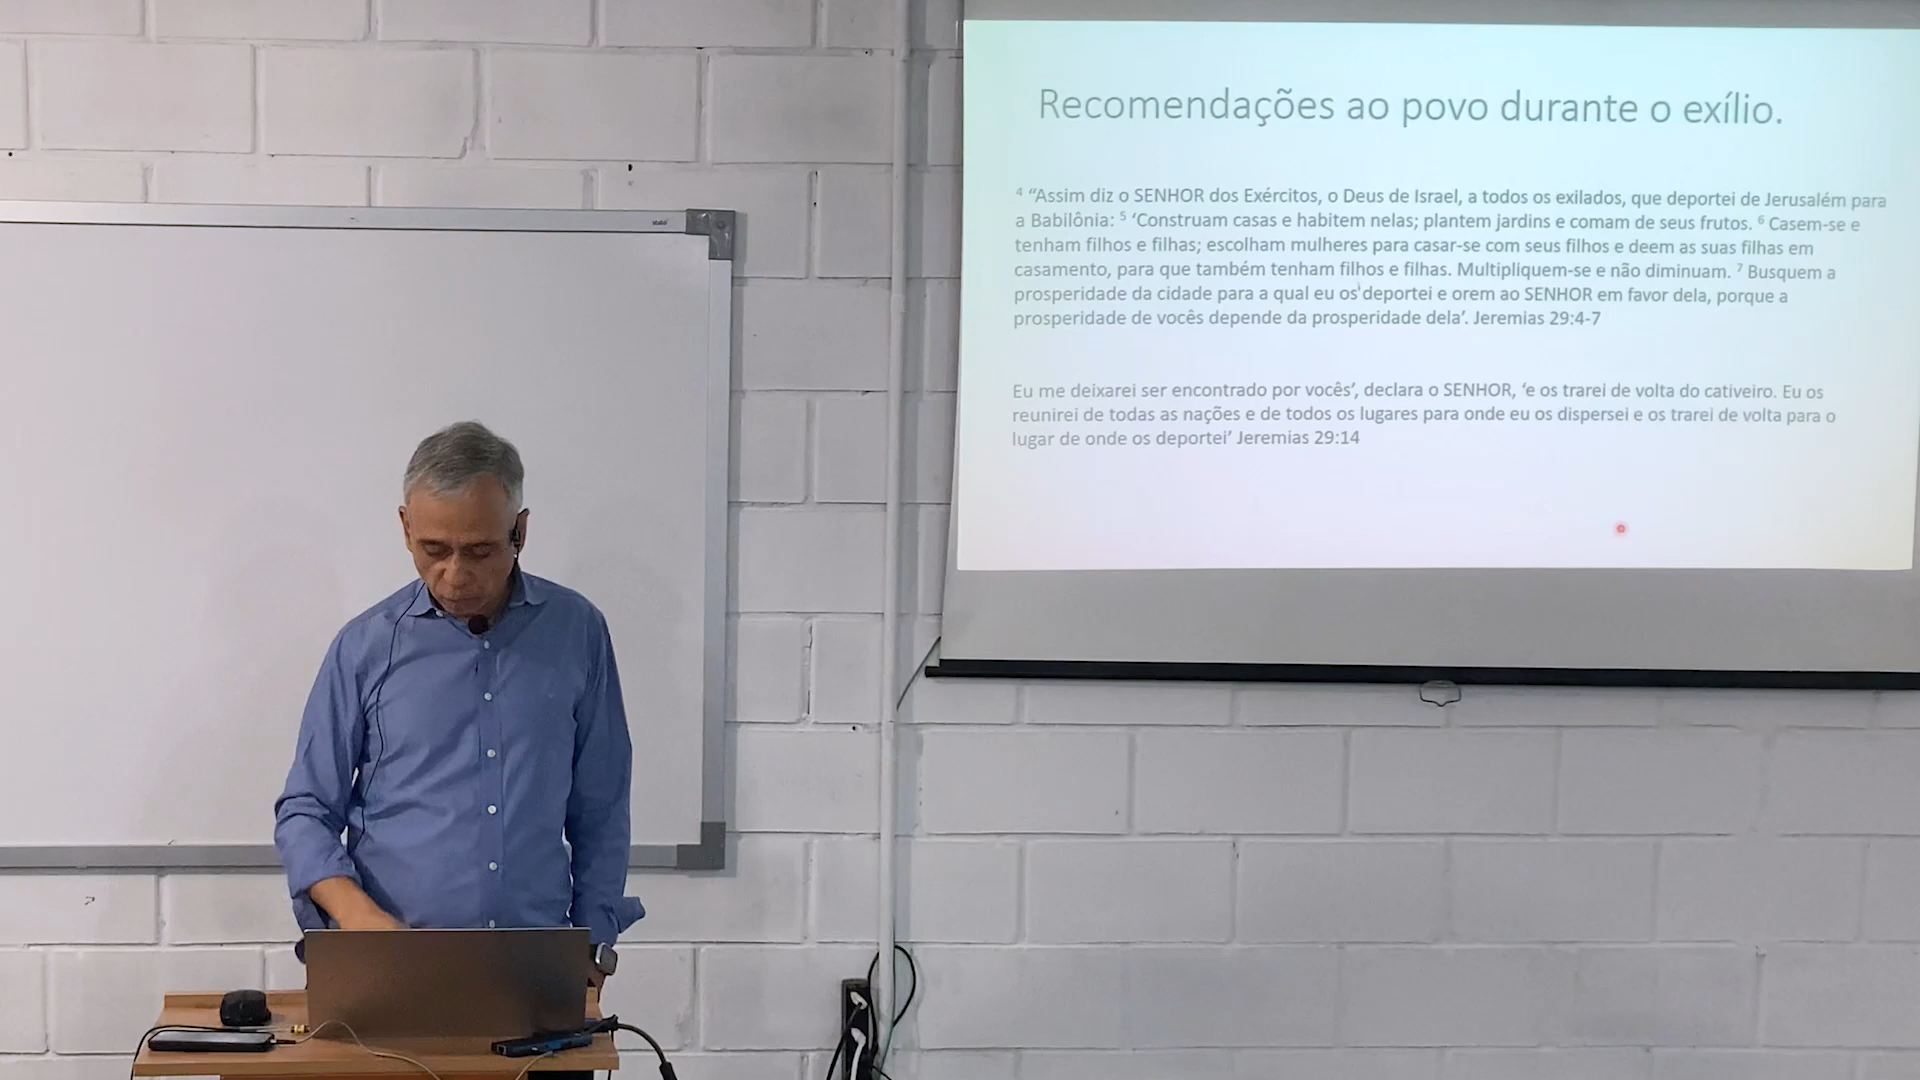 Recomendações ao povo durante o exílio.
⁴ “Assim diz o SENHOR dos Exércitos, o Deus de Israel, a todos os exilados, que deportei de Jerusalém para
a Babilônia: ⁵ ‘Construam casas e habitem nelas; plantem jardins e comam de seus frutos. ⁶ Casem-se e
tenham filhos e filhas; escolham mulheres para casar-se com seus filhos e deem as suas filhas em
casamento, para que também tenham filhos e filhas. Multipliquem-se e não diminuam. ⁷ Busquem a
prosperidade da cidade para a qual eu os deportei e orem ao SENHOR em favor dela, porque a
prosperidade de vocês depende da prosperidade dela’. Jeremias 29:4-7
Eu me deixarei ser encontrado por vocês’, declara o SENHOR, ‘e os trarei de volta do cativeiro. Eu os
reunirei de todas as nações e de todos os lugares para onde eu os dispersei e os trarei de volta para o
lugar de onde os deportei’ Jeremias 29:14